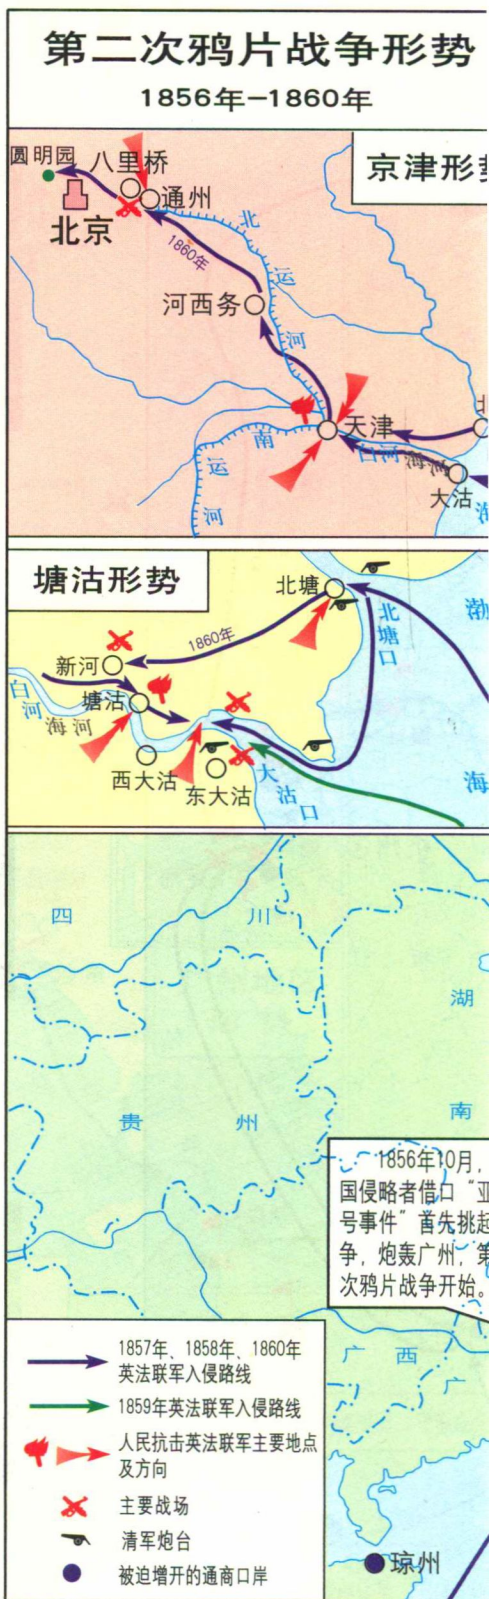 第二次鸦片战争形势
1856年－1860年
京津形
圆明园
八里桥
通州
北京
1860年
北运河
河西务
天津
南运河
白河
海河
大沽
塘沽形势
北塘
1860年
北塘口
渤
海
新河
塘沽
白河
海河
西大沽
东大沽
大沽口
四川
湖南
贵州
1856年10月，
国侵略者借口“亚
号事件”首先挑起
争，炮轰广州，第
次鸦片战争开始。
广西
广
琼州
1857年、1858年、1860年
英法联军入侵路线
1859年英法联军入侵路线
人民抗击英法联军主要地点
及方向
主要战场
清军炮台
被迫增开的通商口岸